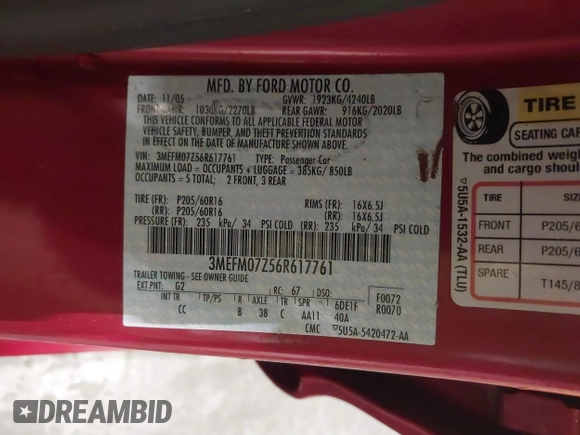 MFD. BY FORD MOTOR CO.
DATE: 11/05 GVWR: 1923KG/4240LB
FRONT GAWR: 1030KG/2270LB REAR GAWR: 916KG/2020LB
THIS VEHICLE CONFORMS TO ALL APPLICABLE FEDERAL MOTOR
VEHICLE SAFETY, BUMPER, AND THEFT PREVENTION STANDARDS
IN EFFECT ON THE DATE OF MANUFACTURE SHOWN ABOVE.
VIN: 3MEFM07Z56R617761 TYPE: Passenger Car
MAXIMUM LOAD = OCCUPANTS + LUGGAGE = 385KG/850LB
OCCUPANTS = 5 TOTAL; 2 FRONT, 3 REAR
TIRE (FR): P205/60R16 RIMS (FR): 16X6.5J
(RR): P205/60R16 (RR): 16X6.5J
PRESSURE (FR): 235 kPa/ 34 PSI COLD (RR): 235 kPa/ 34 PSI COLD
3MEFM07Z56R617761
TRAILER TOWING - SEE OWNER GUIDE
EXT PNT: G2 RC: 67 DSO: F0072
R0070
INT TR TP/PS R AXLE TR SPR 6DE1F
CC B 38 C AA11 40A
CMC ▽5U5A-5420472-AA
▽5U5A-1532-AA (TLU)
TIRE
SEATING CAP
The combined weig
and cargo shou
TIRE
FRONT P205/6
REAR P205/6
SPARE T145/8
DREAMBID